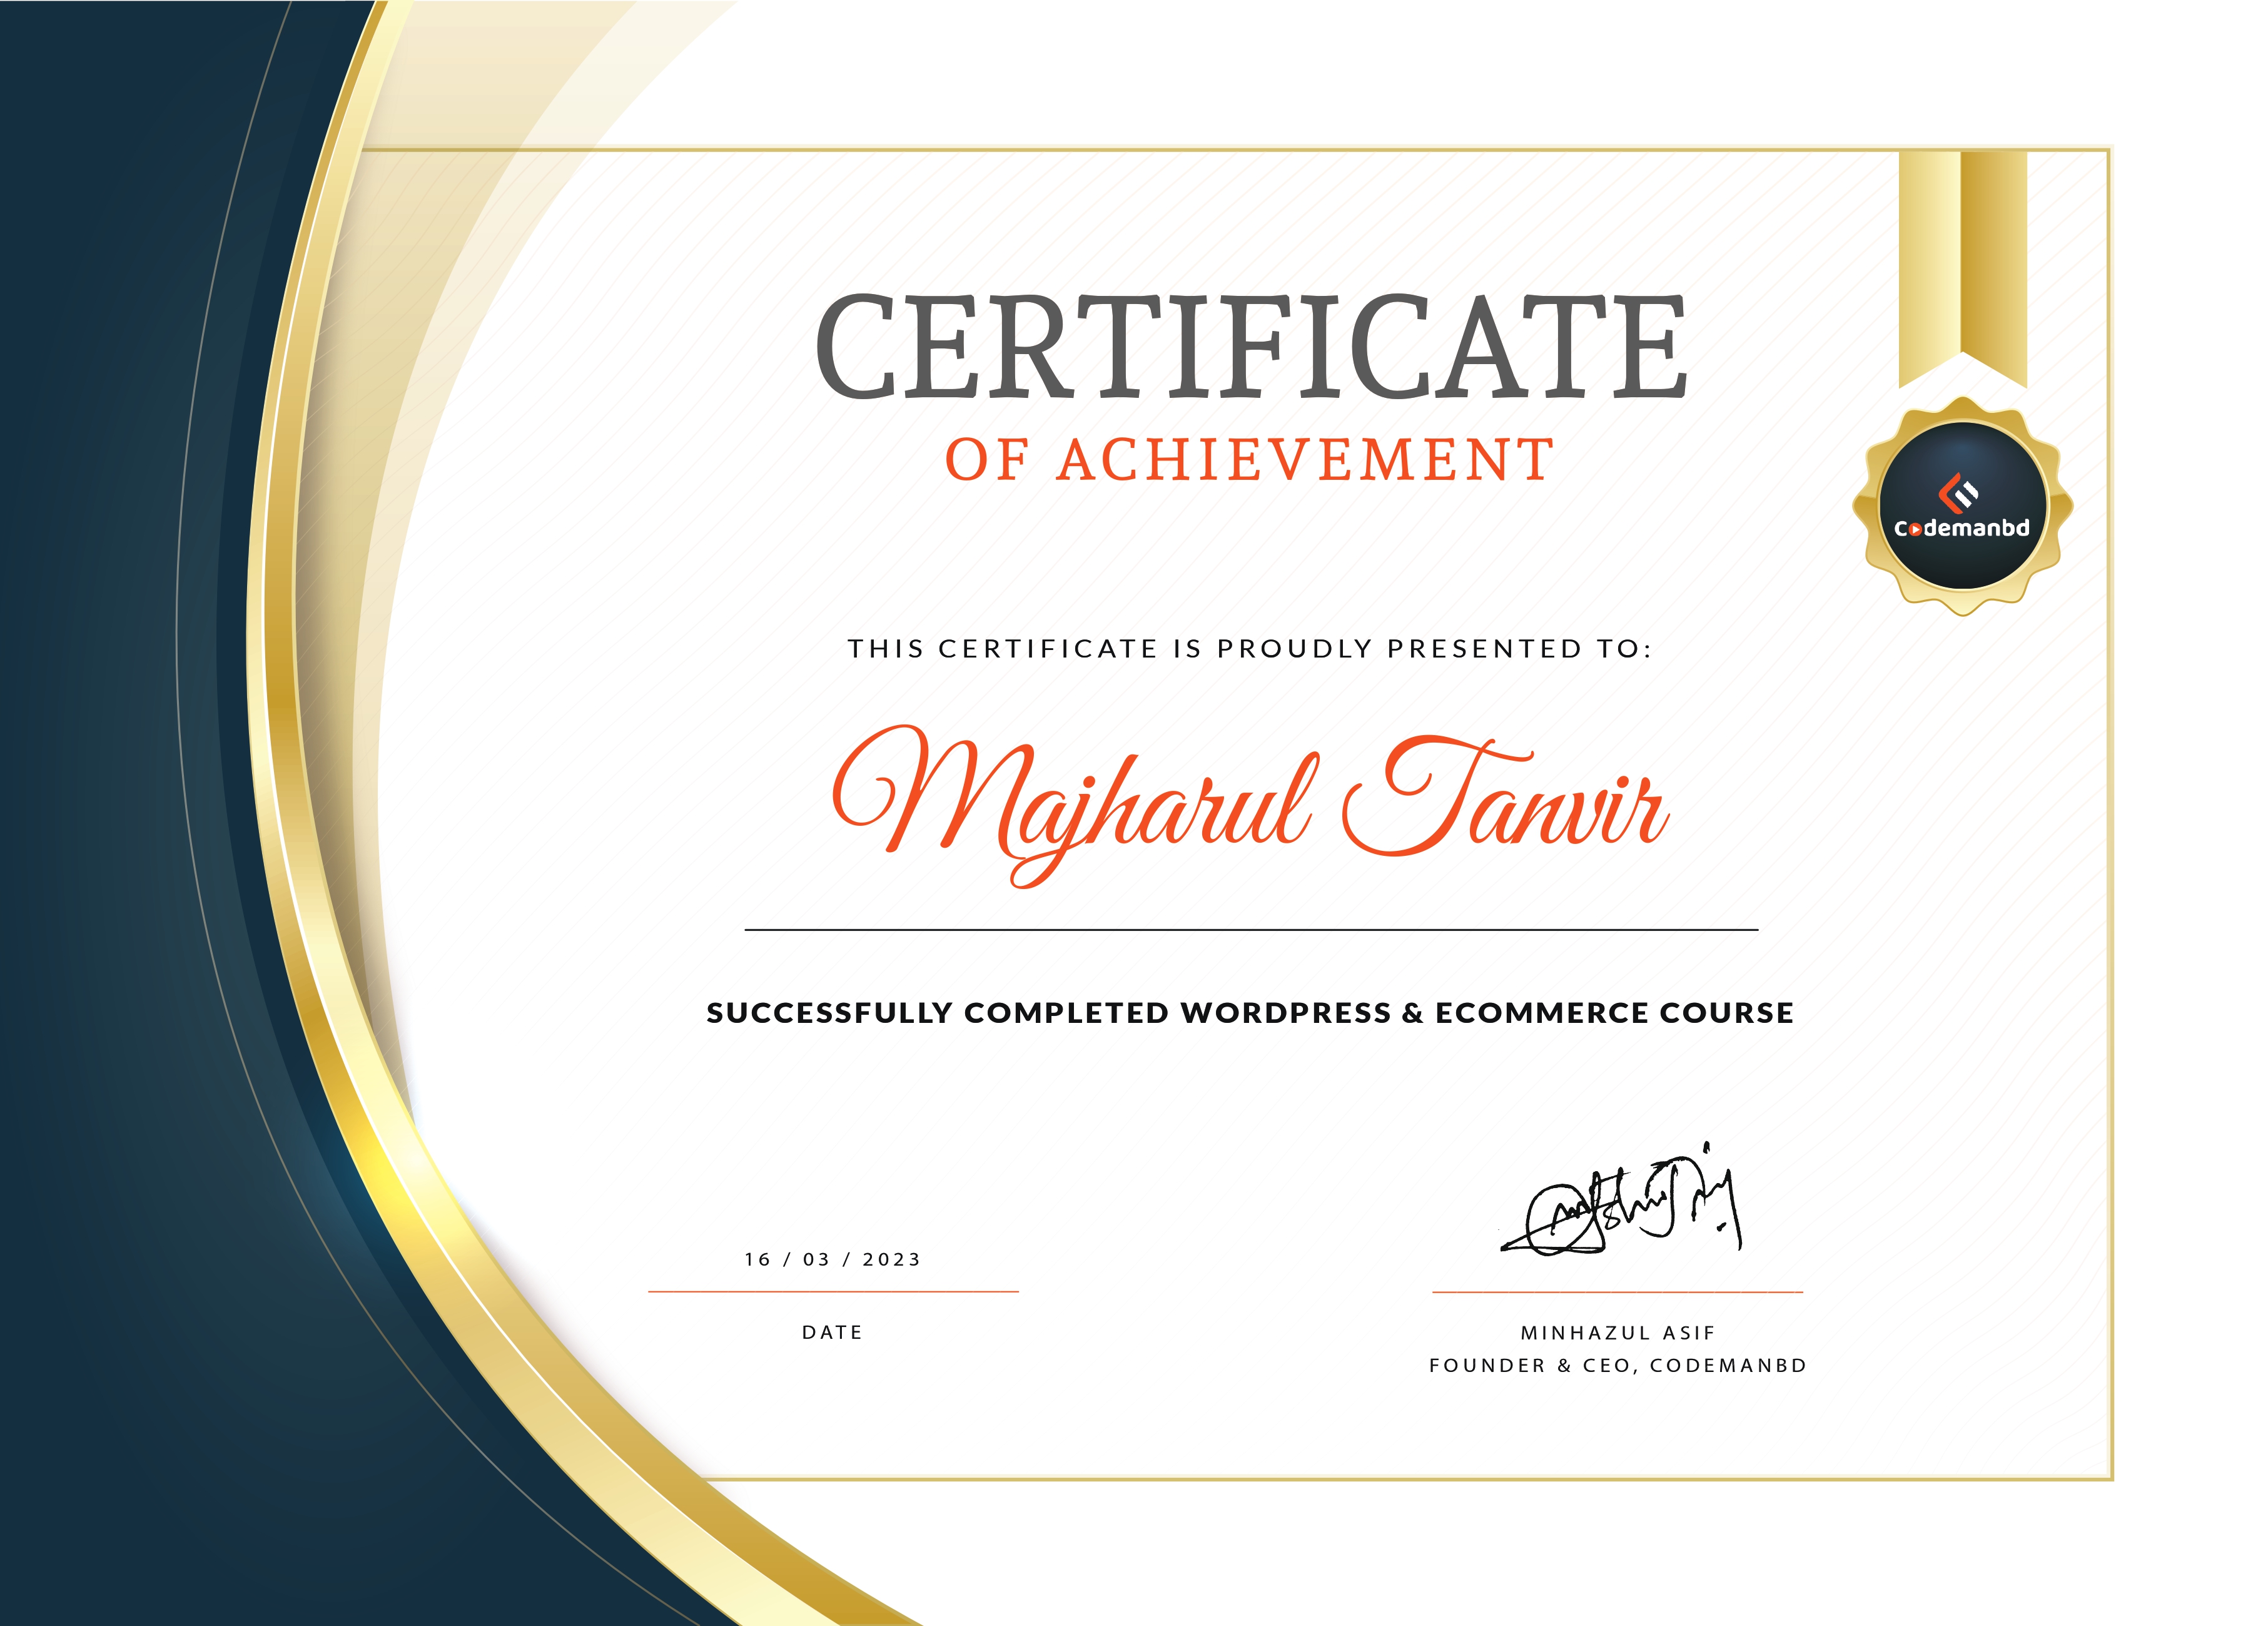 CERTIFICATE
OF ACHIEVEMENT
Codemanbd
THIS CERTIFICATE IS PROUDLY PRESENTED TO:
Majharul Tanvir
SUCCESSFULLY COMPLETED WORDPRESS & ECOMMERCE COURSE
16 / 03 / 2023
DATE
MINHAZUL ASIF
FOUNDER & CEO, CODEMANBD